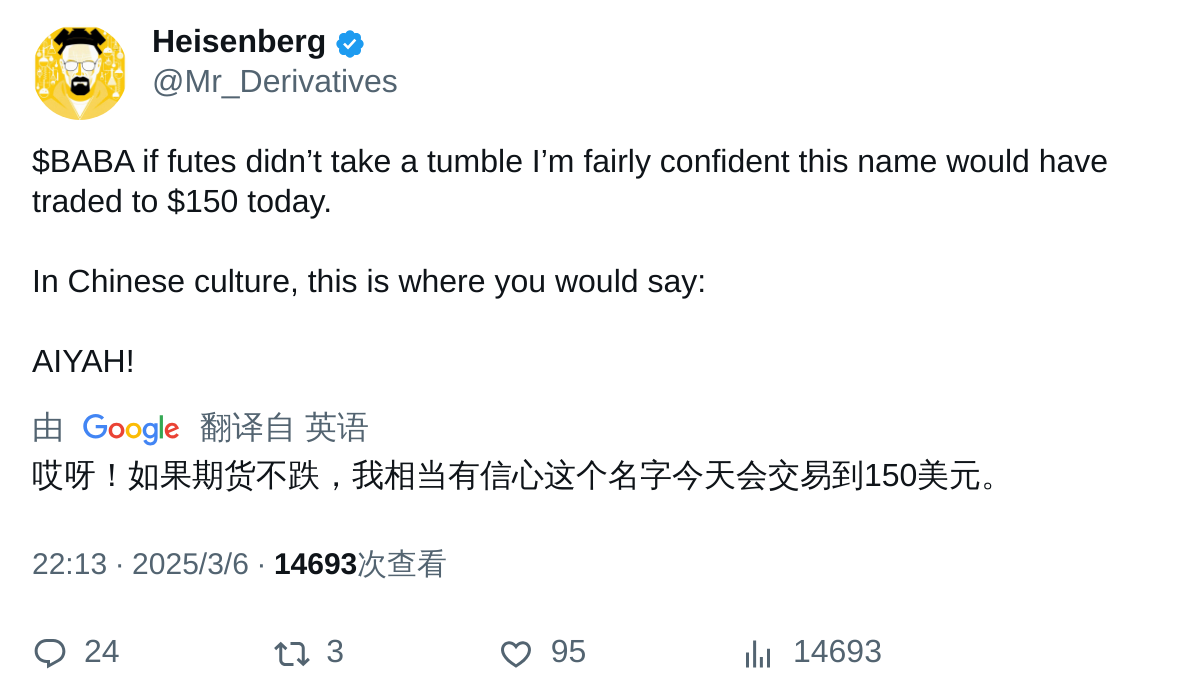 Heisenberg
@Mr_Derivatives
$BABA if futes didn’t take a tumble I’m fairly confident this name would have
traded to $150 today.
In Chinese culture, this is where you would say:
AIYAH!
由 Google 翻译自 英语
哎呀！如果期货不跌，我相当有信心这个名字今天会交易到150美元。
22:13 · 2025/3/6 · 14693次查看
24 3 95 14693